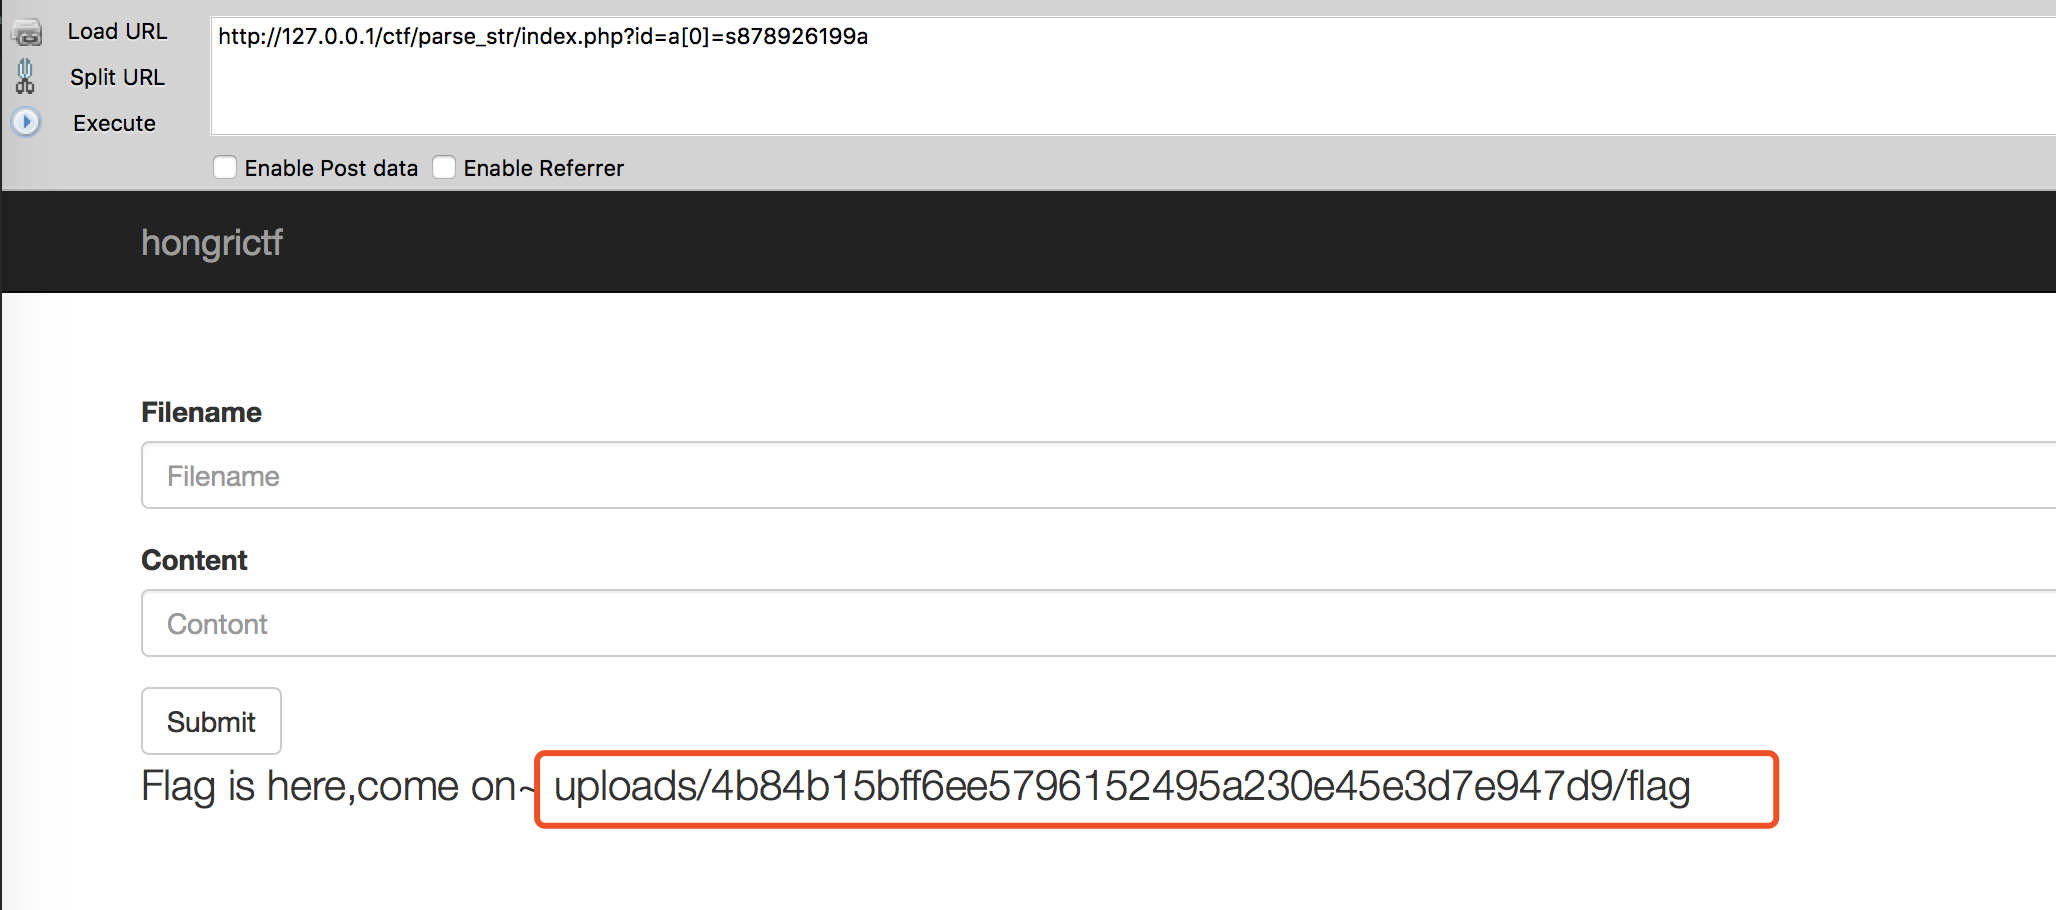 Load URL
http://127.0.0.1/ctf/parse_str/index.php?id=a[0]=s878926199a
Split URL
Execute
Enable Post data Enable Referrer
hongrictf
Filename
Filename
Content
Contont
Submit
Flag is here,come on~ uploads/4b84b15bff6ee5796152495a230e45e3d7e947d9/flag